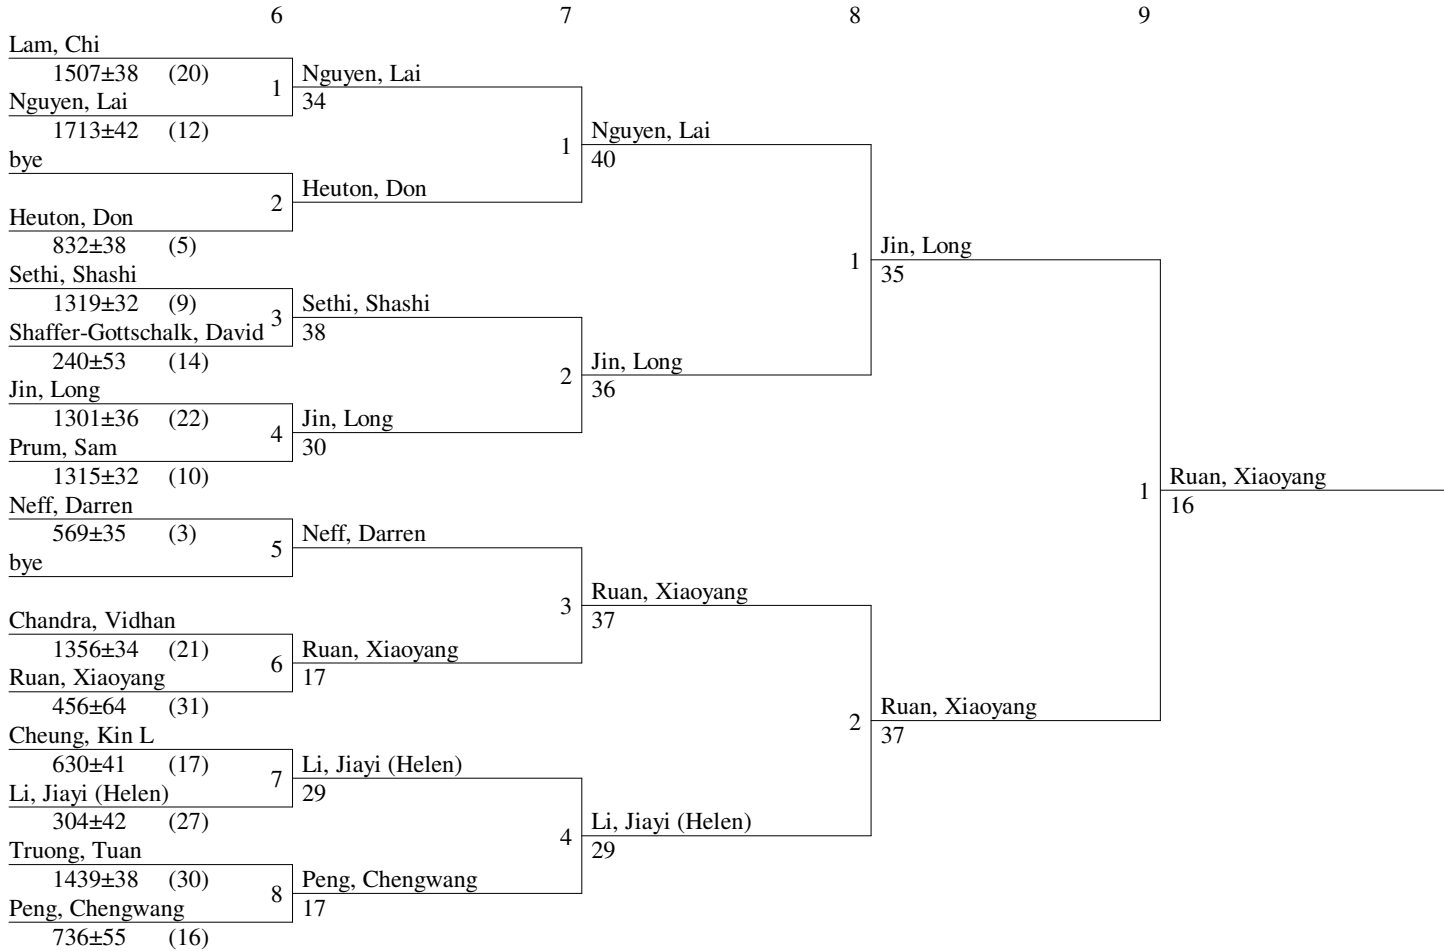 6 7 8 9
Lam, Chi
1507±38 (20)
1
Nguyen, Lai
34
Nguyen, Lai
1713±42 (12)
1
Nguyen, Lai
40
bye
2
Heuton, Don
Heuton, Don
832±38 (5)
1
Jin, Long
35
Sethi, Shashi
1319±32 (9)
3
Sethi, Shashi
38
Shaffer-Gottschalk, David
240±53 (14)
2
Jin, Long
36
Jin, Long
1301±36 (22)
4
Jin, Long
30
Prum, Sam
1315±32 (10)
1
Ruan, Xiaoyang
16
Neff, Darren
569±35 (3)
5
Neff, Darren
bye
3
Ruan, Xiaoyang
37
Chandra, Vidhan
1356±34 (21)
6
Ruan, Xiaoyang
17
Ruan, Xiaoyang
456±64 (31)
2
Ruan, Xiaoyang
37
Cheung, Kin L
630±41 (17)
7
Li, Jiayi (Helen)
29
Li, Jiayi (Helen)
304±42 (27)
4
Li, Jiayi (Helen)
29
Truong, Tuan
1439±38 (30)
8
Peng, Chengwang
17
Peng, Chengwang
736±55 (16)